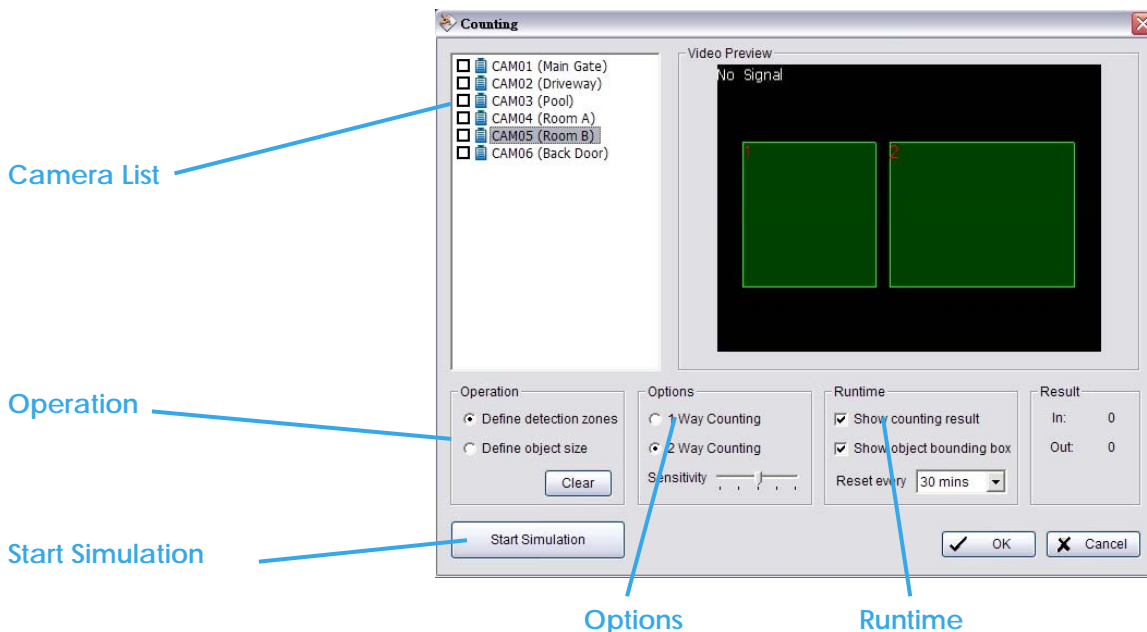 Counting
CAM01 (Main Gate)
CAM02 (Driveway)
CAM03 (Pool)
CAM04 (Room A)
CAM05 (Room B)
CAM06 (Back Door)
Video Preview
No Signal
1
2
Camera List
Operation
Define detection zones
Define object size
Clear
Options
1 Way Counting
2 Way Counting
Sensitivity
Runtime
Show counting result
Show object bounding box
Reset every 30 mins
Result
In: 0
Out: 0
Operation
Start Simulation
OK
Cancel
Start Simulation
Options
Runtime